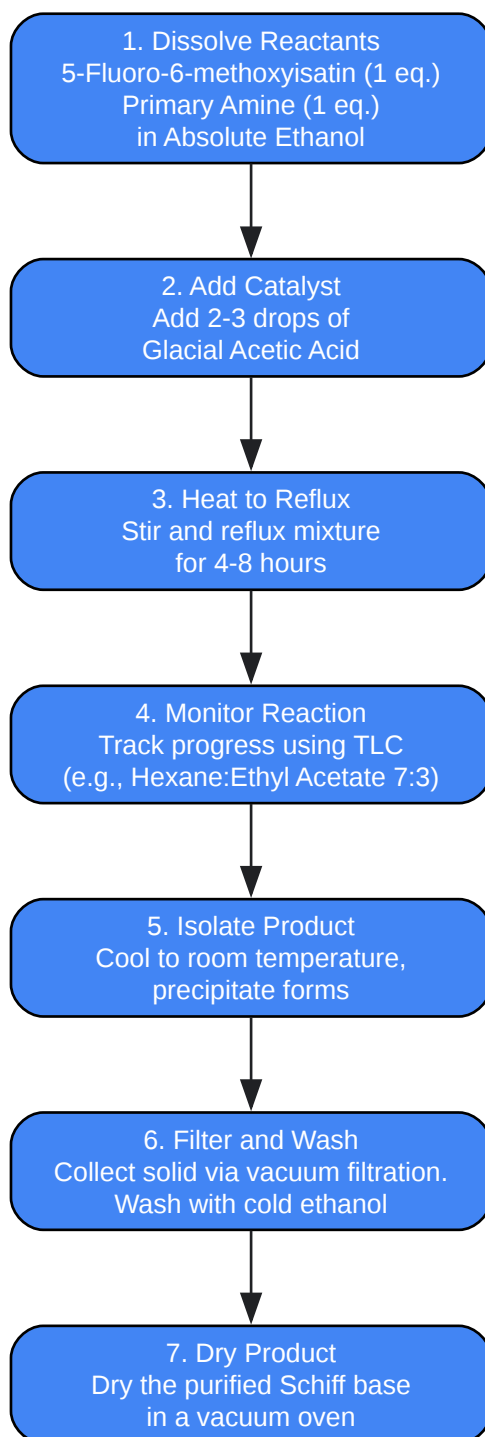 1. Dissolve Reactants
5-Fluoro-6-methoxyisatin (1 eq.)
Primary Amine (1 eq.)
in Absolute Ethanol
2. Add Catalyst
Add 2-3 drops of
Glacial Acetic Acid
3. Heat to Reflux
Stir and reflux mixture
for 4-8 hours
4. Monitor Reaction
Track progress using TLC
(e.g., Hexane:Ethyl Acetate 7:3)
5. Isolate Product
Cool to room temperature,
precipitate forms
6. Filter and Wash
Collect solid via vacuum filtration.
Wash with cold ethanol
7. Dry Product
Dry the purified Schiff base
in a vacuum oven